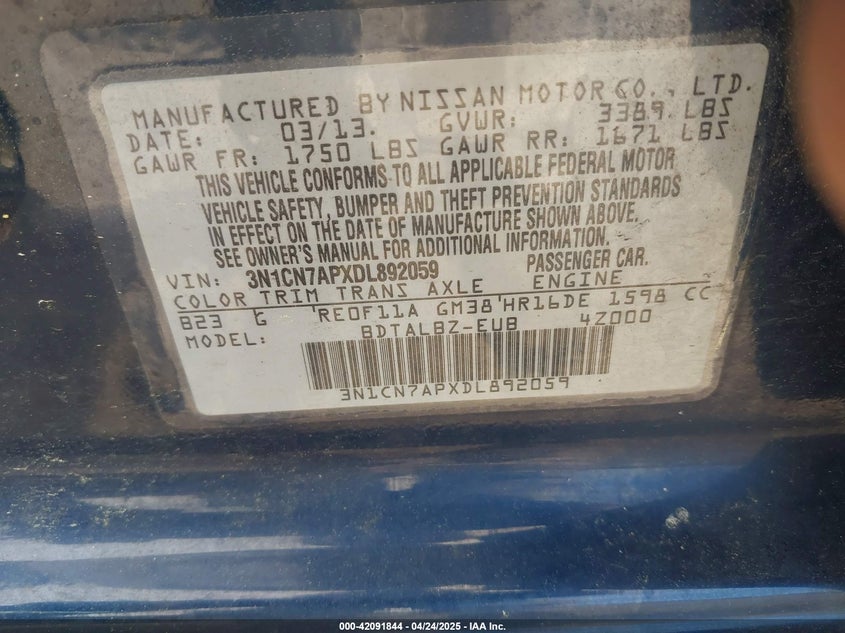 MANUFACTURED BY NISSAN MOTOR CO., LTD.
DATE: 03/13. GVWR: 3389 LBS
GAWR FR: 1750 LBS GAWR RR: 1671 LBS
THIS VEHICLE CONFORMS TO ALL APPLICABLE FEDERAL MOTOR
VEHICLE SAFETY, BUMPER AND THEFT PREVENTION STANDARDS
IN EFFECT ON THE DATE OF MANUFACTURE SHOWN ABOVE.
SEE OWNER'S MANUAL FOR ADDITIONAL INFORMATION.
VIN: 3N1CN7APXDL892059 PASSENGER CAR.
COLOR TRIM TRANS AXLE ENGINE
B23 G RE0F11A GM38 HR16DE 1598 CC
MODEL: BDTALBZ-EUB 4Z000
3N1CN7APXDL892059
000-42091844 - 04/24/2025 - IAA Inc.